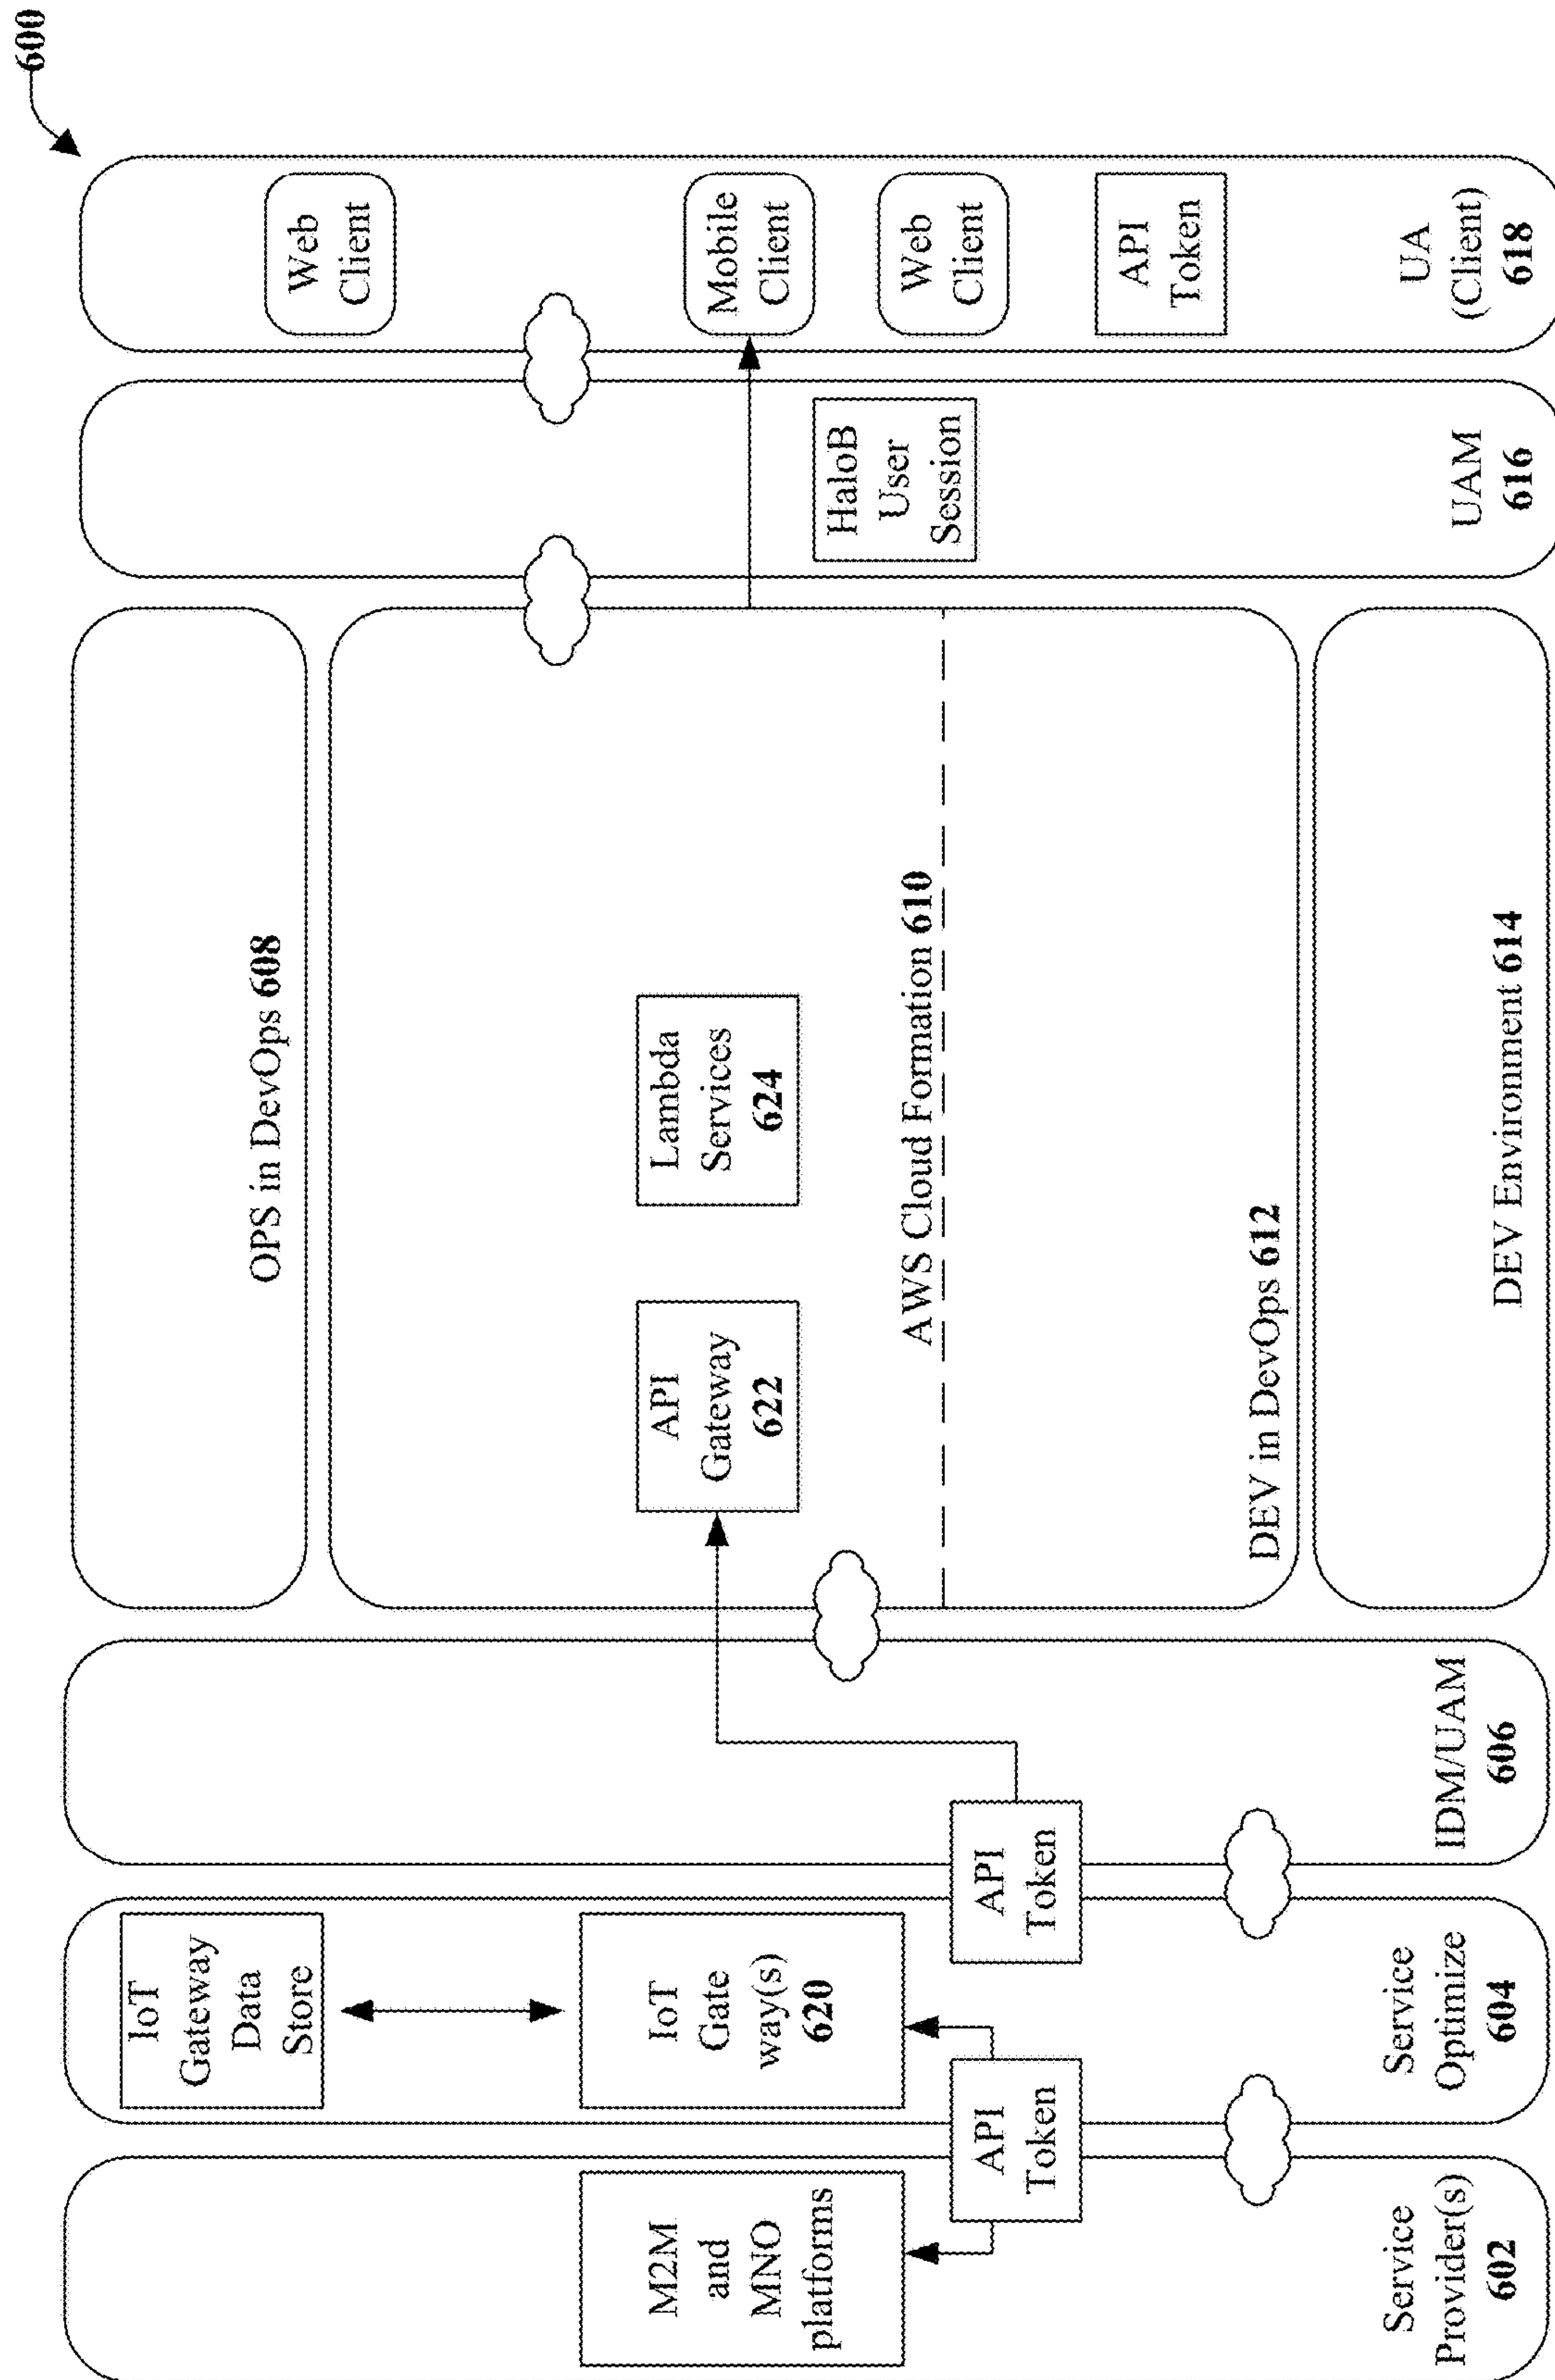 600
M2M
and
MNO
platforms
Service
Provider(s)
602
API
Token
IoT
Gateway
Data
Store
IoT
Gate
way(s)
620
Service
Optimize
604
API
Token
IDM/UAM
606
OPS in DevOps 608
API
Gateway
622
Lambda
Services
624
AWS Cloud Formation 610
DEV in DevOps 612
DEV Environment 614
HaloB
User
Session
UAM
616
Web
Client
Mobile
Client
Web
Client
API
Token
UA
(Client)
618